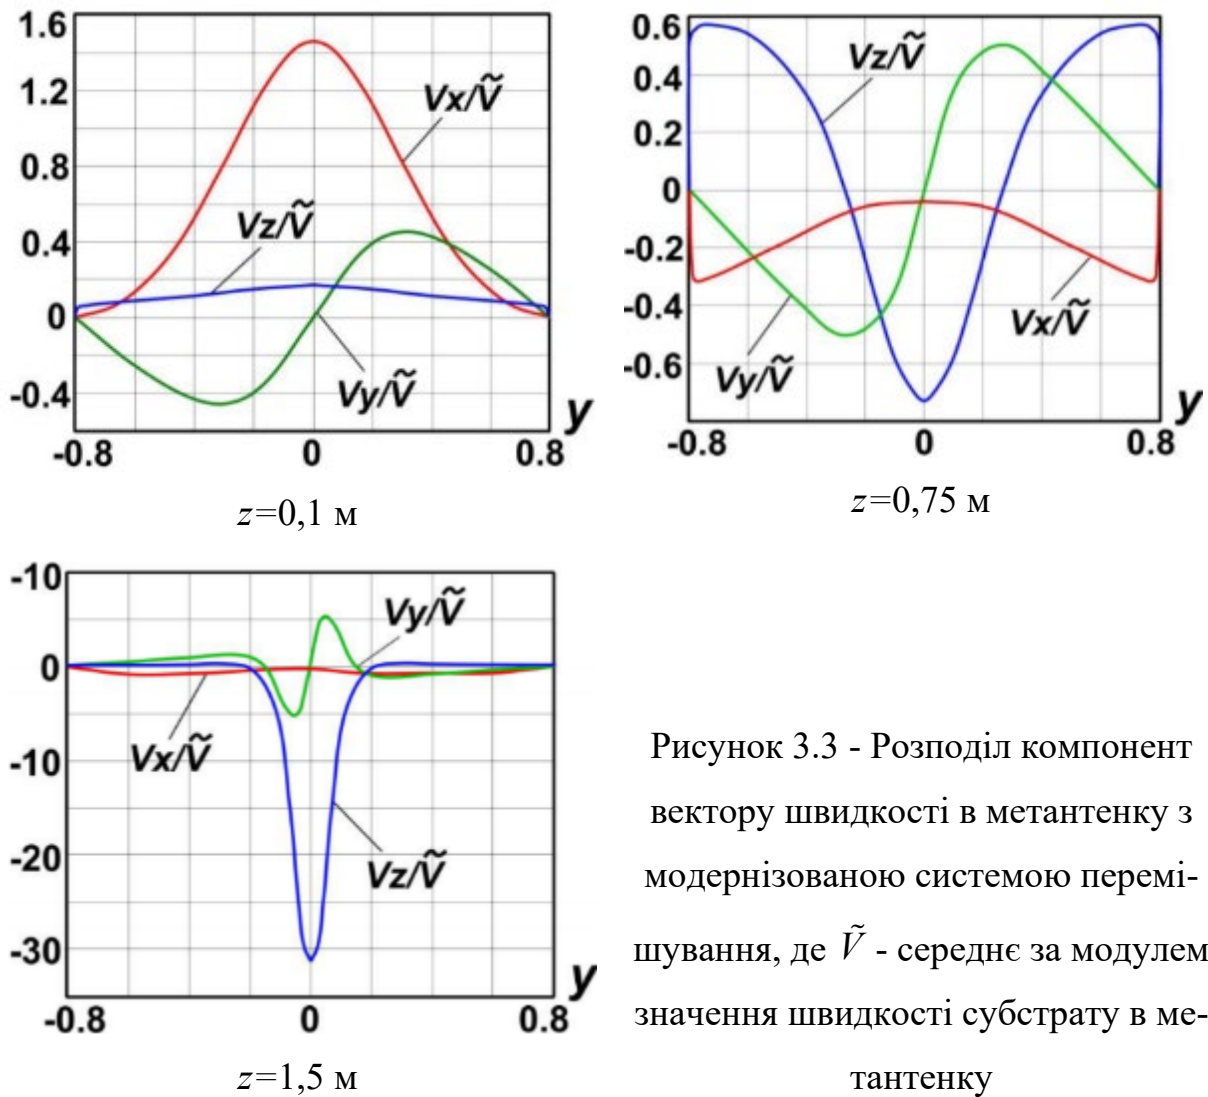 1.6
1.2
0.8
0.4
0
-0.4
Vx/Ṽ
Vz/Ṽ
Vy/Ṽ
-0.8 0 0.8
y
z=0,1 м
0.6
0.4
0.2
0
-0.2
-0.4
-0.6
Vz/Ṽ
Vx/Ṽ
Vy/Ṽ
-0.8 0 0.8
y
z=0,75 м
-10
0
-10
-20
-30
Vy/Ṽ
Vx/Ṽ
Vz/Ṽ
-0.8 0 0.8
y
z=1,5 м
Рисунок 3.3 - Розподіл компонент
вектору швидкості в метантенку з
модернізованою системою перемі-
шування, де Ṽ - середнє за модулем
значення швидкості субстрату в ме-
тантенку